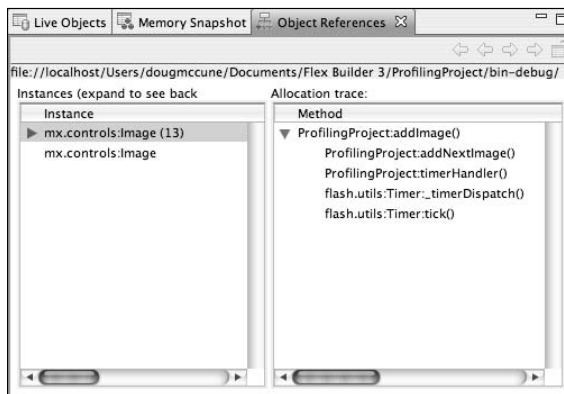 Live Objects Memory Snapshot Object References
file://localhost/Users/dougmccune/Documents/Flex Builder 3/ProfilingProject/bin-debug/
Instances (expand to see back
Instance
mx.controls:Image (13)
mx.controls:Image
Allocation trace:
Method
ProfilingProject:addImage()
ProfilingProject:addNextImage()
ProfilingProject:timerHandler()
flash.utils:Timer:_timerDispatch()
flash.utils:Timer:tick()